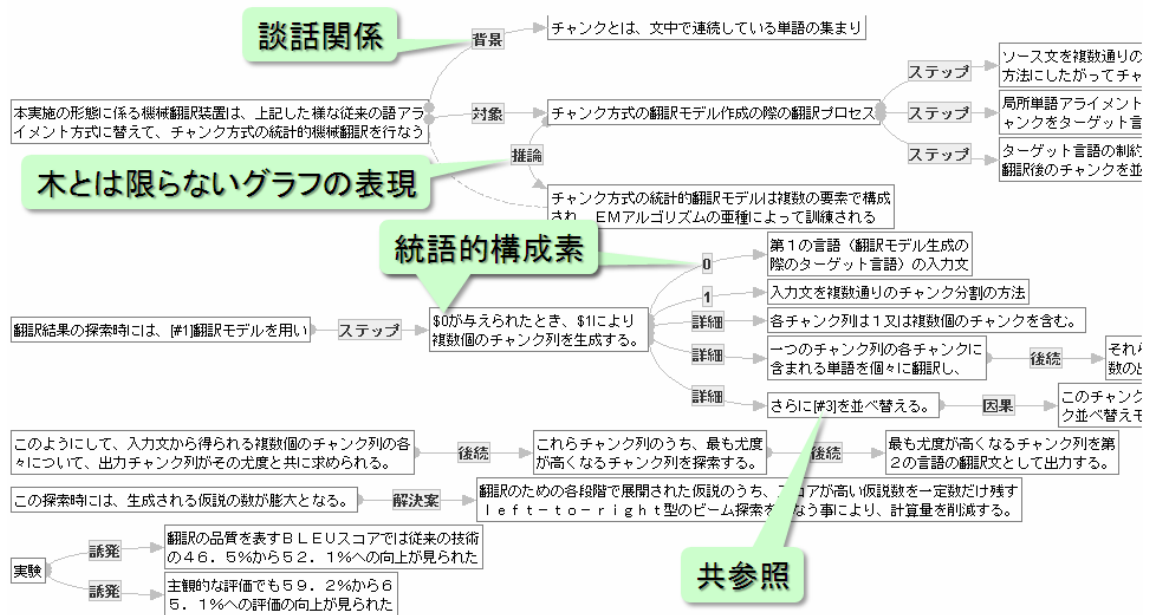 談話関係
背景
チャンクとは、文中で連続している単語の集まり
本実施の形態に係る機械翻訳装置は、上記した様な従来の語アラ
イメント方式に替えて、チャンク方式の統計的機械翻訳を行なう
対象
チャンク方式の翻訳モデル作成の際の翻訳プロセス
ステップ
ソース文を複数通りの
方法にしたがってチャ
ステップ
局所単語アライメント
ャンクをターゲット言
ステップ
ターゲット言語の制約
翻訳後のチャンクを並
推論
木とは限らないグラフの表現
チャンク方式の統計的翻訳モデルは複数の要素で構成
され、EMアルゴリズムの亜種によって訓練される
統語的構成素
翻訳結果の探索時には、[#1]翻訳モデルを用い
ステップ
$0が与えられたとき、$1により
複数個のチャンク列を生成する。
0
第1の言語（翻訳モデル生成の
際のターゲット言語）の入力文
1
入力文を複数通りのチャンク分割の方法
詳細
各チャンク列は1又は複数個のチャンクを含む。
詳細
一つのチャンク列の各チャンクに
含まれる単語を個々に翻訳し、
後続
それら
数の出
詳細
さらに[#3]を並べ替える。
因果
このチャンク
ク並べ替えモ
このようにして、入力文から得られる複数個のチャンク列の各
々について、出力チャンク列がその尤度と共に求められる。
後続
これらチャンク列のうち、最も尤度
が高くなるチャンク列を探索する。
後続
最も尤度が高くなるチャンク列を第
2の言語の翻訳文として出力する。
この探索時には、生成される仮説の数が膨大となる。
解決案
翻訳のための各段階で展開された仮説のうち、コアが高い仮説数を一定数だけ残す
left-to-right型のビーム探索をなう事により、計算量を削減する。
共参照
実験
誘発
翻訳の品質を表すBLEUスコアでは従来の技術
の46．5%から52．1%への向上が見られた
誘発
主観的な評価でも59．2%から6
5．1%への評価の向上が見られた